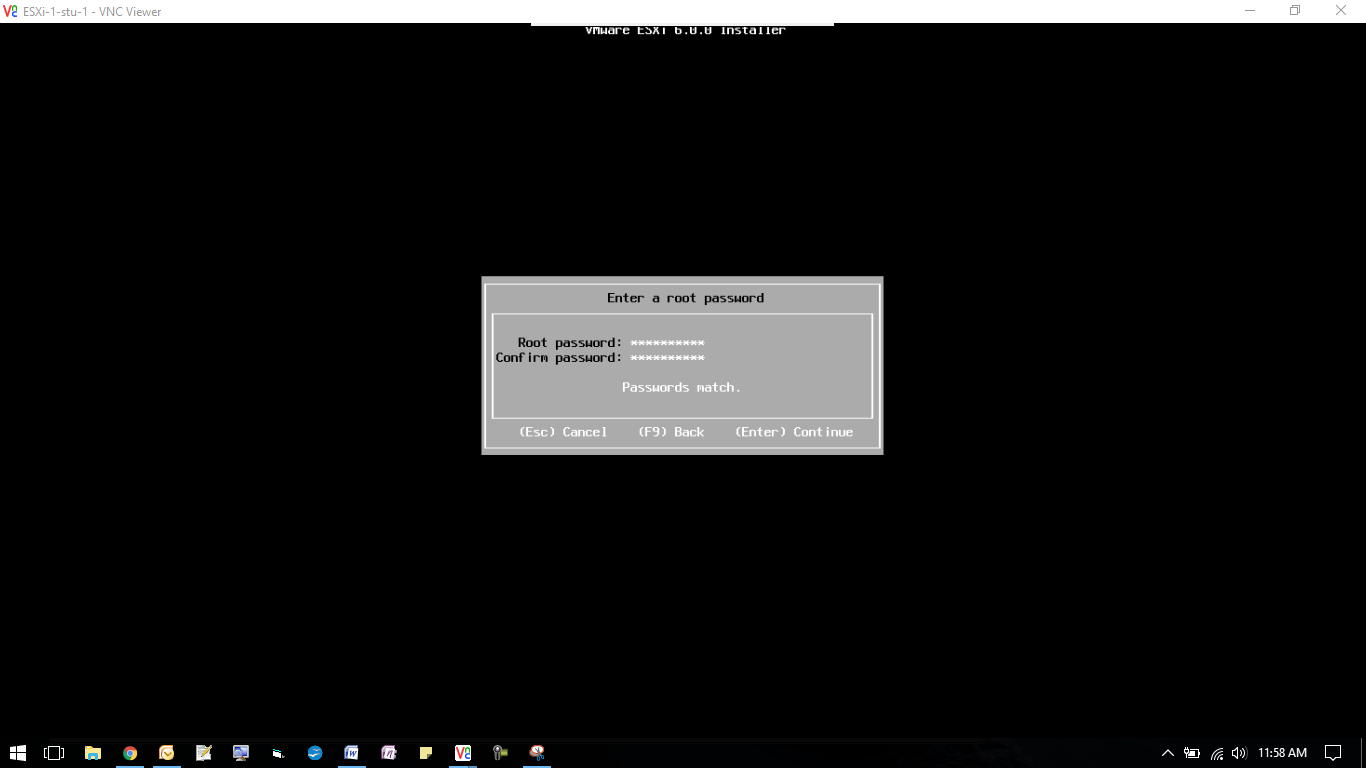 ESXi-1-stu-1 - VNC Viewer
VMware ESXi 6.0.0 Installer
Enter a root password
Root password: **********
Confirm password: **********
Passwords match.
(Esc) Cancel (F9) Back (Enter) Continue
11:58 AM